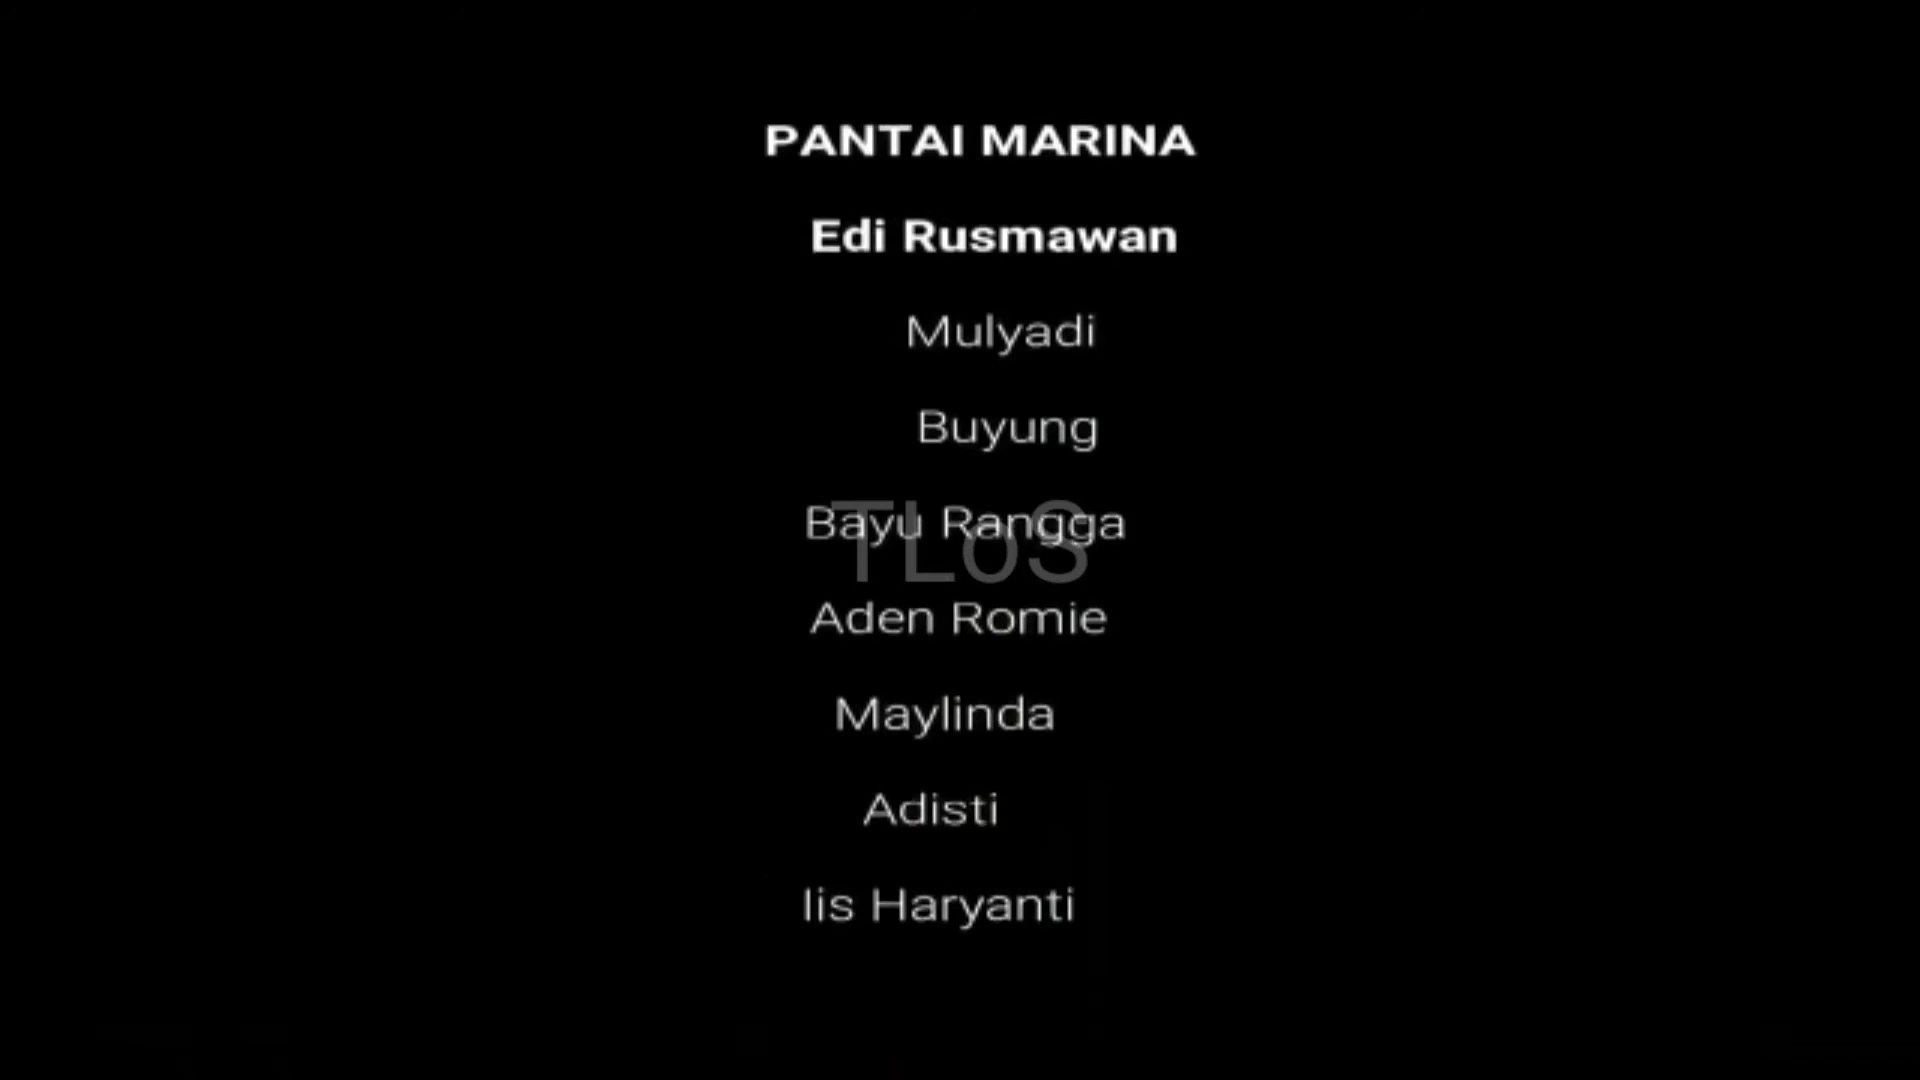 PANTAI MARINA
Edi Rusmawan
Mulyadi
Buyung
Bayu Rangga
TLoS
Aden Romie
Maylinda
Adisti
Iis Haryanti